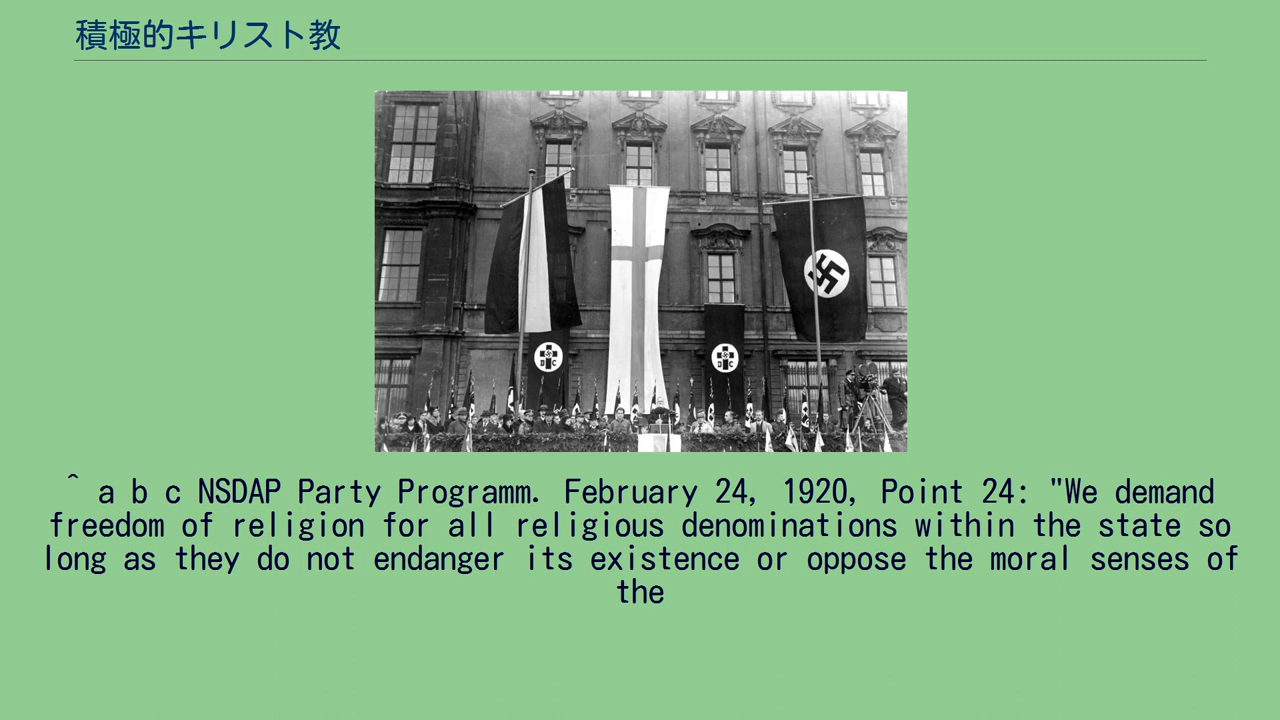 積極的キリスト教
D C
D C
^ a b c NSDAP Party Programm. February 24, 1920, Point 24: "We demand
freedom of religion for all religious denominations within the state so
long as they do not endanger its existence or oppose the moral senses of
the